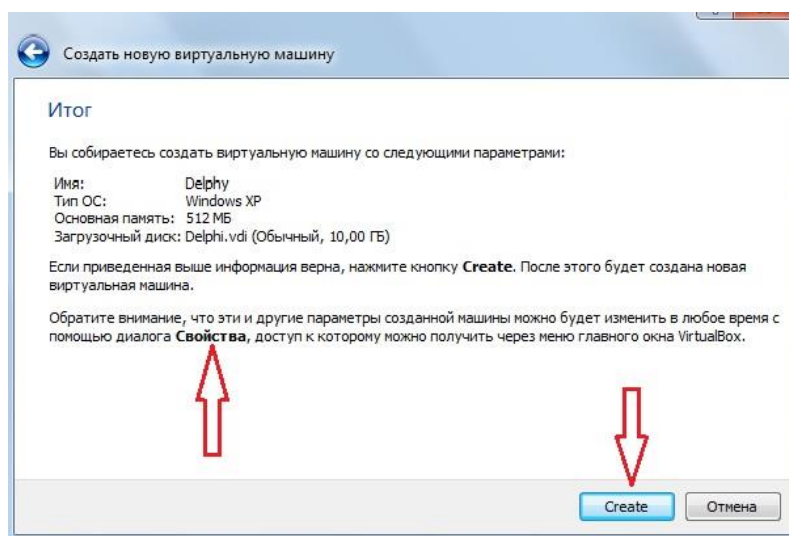 Создать новую виртуальную машину
Итог
Вы собираетесь создать виртуальную машину со следующими параметрами:
Имя: Delphy
Тип ОС: Windows XP
Основная память: 512 МБ
Загрузочный диск: Delphi.vdi (Обычный, 10,00 ГБ)
Если приведенная выше информация верна, нажмите кнопку Create. После этого будет создана новая
виртуальная машина.
Обратите внимание, что эти и другие параметры созданной машины можно будет изменить в любое время с
помощью диалога Свойства, доступ к которому можно получить через меню главного окна VirtualBox.
Create Отмена